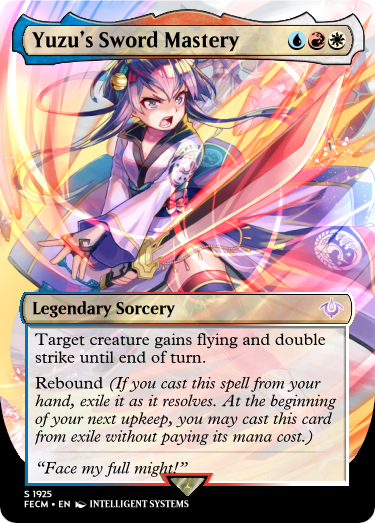 Yuzu's Sword Mastery
Legendary Sorcery
Target creature gains flying and double
strike until end of turn.
Rebound (If you cast this spell from your
hand, exile it as it resolves. At the beginning
of your next upkeep, you may cast this card
from exile without paying its mana cost.)
“Face my full might!”
S 1925
FECM • EN INTELLIGENT SYSTEMS